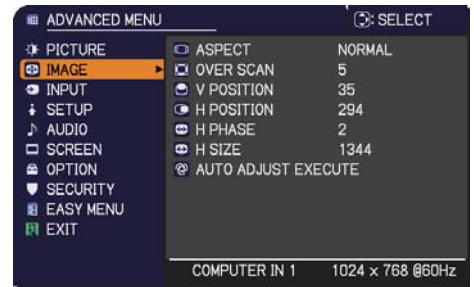 ADVANCED MENU : SELECT
PICTURE
IMAGE
INPUT
SETUP
AUDIO
SCREEN
OPTION
SECURITY
EASY MENU
EXIT
ASPECT NORMAL
OVER SCAN 5
V POSITION 35
H POSITION 294
H PHASE 2
H SIZE 1344
AUTO ADJUST EXECUTE
COMPUTER IN 1 1024 x 768 @60Hz